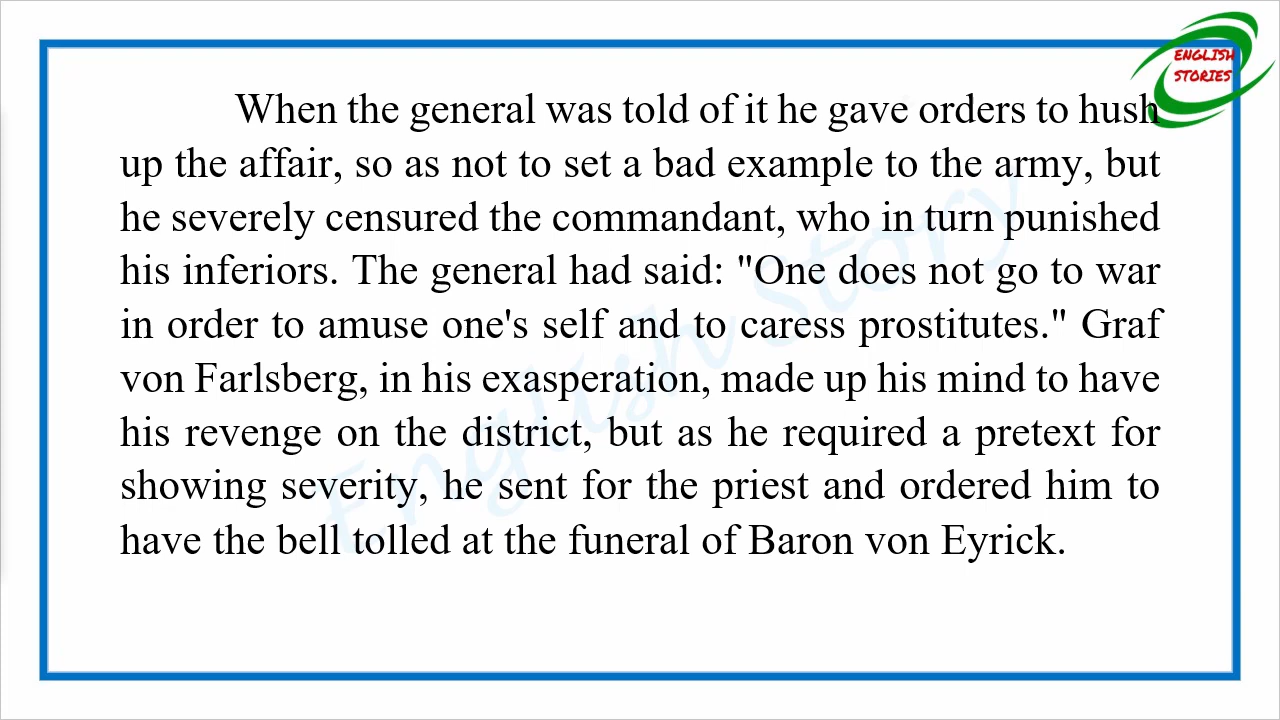 ENGLISH
STORIES
When the general was told of it he gave orders to hush
up the affair, so as not to set a bad example to the army, but
he severely censured the commandant, who in turn punished
his inferiors. The general had said: "One does not go to war
in order to amuse one's self and to caress prostitutes." Graf
von Farlsberg, in his exasperation, made up his mind to have
his revenge on the district, but as he required a pretext for
showing severity, he sent for the priest and ordered him to
have the bell tolled at the funeral of Baron von Eyrick.
English Story